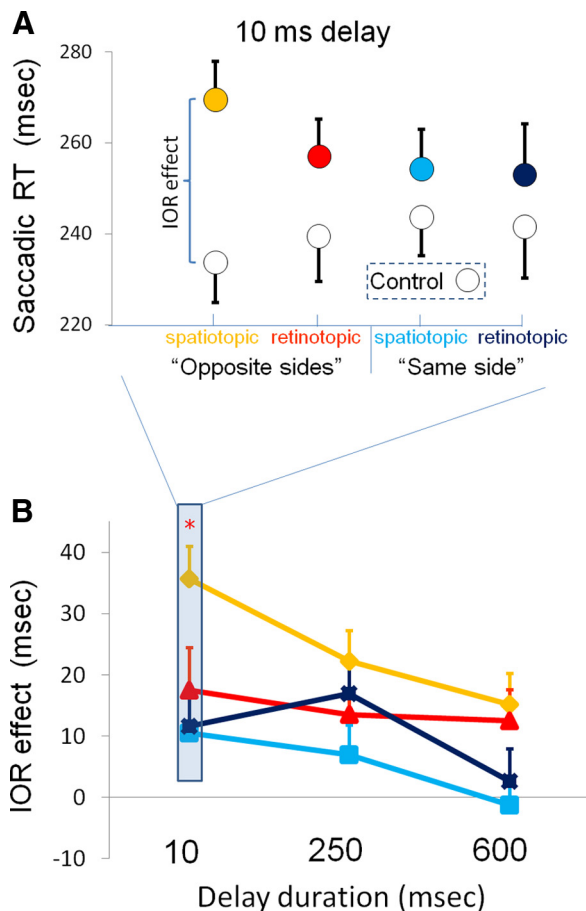 A
10 ms delay
Saccadic RT (msec)
280
260
240
220
IOR effect
Control
spatiotopic retinotopic spatiotopic retinotopic
“Opposite sides” “Same side”
B
*
IOR effect (msec)
40
30
20
10
0
-10
10 250 600
Delay duration (msec)